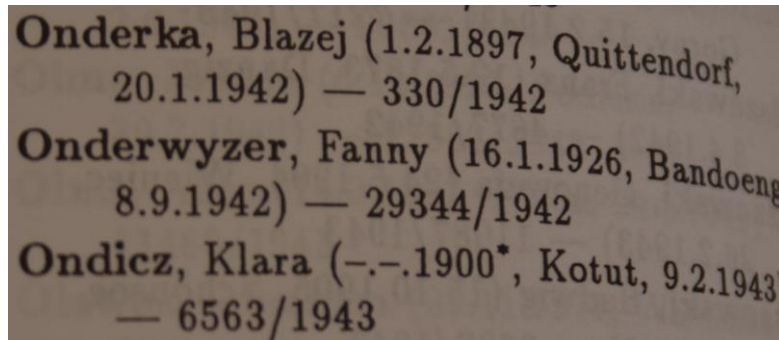 Onderka, Blazej (1.2.1897, Quittendorf,
20.1.1942) — 330/1942
Onderwyzer, Fanny (16.1.1926, Bandoeng
8.9.1942) — 29344/1942
Ondicz, Klara (–.–.1900*, Kotut, 9.2.1943
— 6563/1943